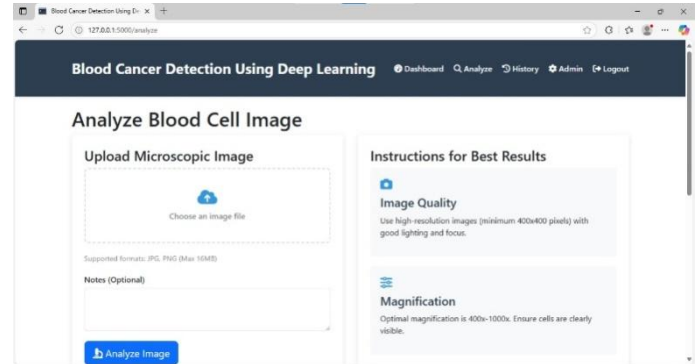 Blood Cancer Detection Using De
127.0.0.1:5000/analyze
Blood Cancer Detection Using Deep Learning
Dashboard Analyze History Admin Logout
Analyze Blood Cell Image
Upload Microscopic Image
Choose an image file
Supported formats: JPG, PNG (Max 16MB)
Notes (Optional)
Analyze Image
Instructions for Best Results
Image Quality
Use high-resolution images (minimum 400x400 pixels) with
good lighting and focus.
Magnification
Optimal magnification is 400x-1000x. Ensure cells are clearly
visible.